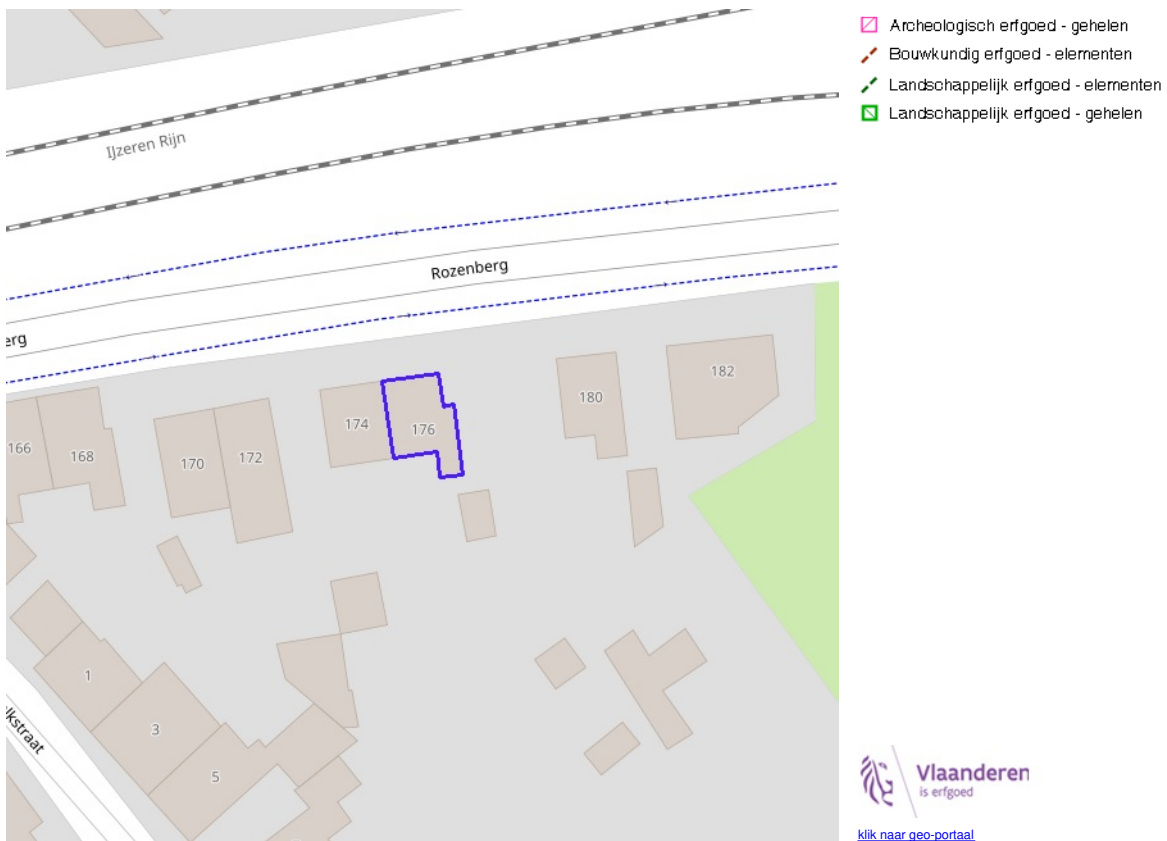 Archeologisch erfgoed - gehelen
Bouwkundig erfgoed - elementen
Landschappelijk erfgoed - elementen
Landschappelijk erfgoed - gehelen
IJzeren Rijn
Rozenberg
erg
182
180
174
176
166
168
170
172
1
3
5
lkstraat
Vlaanderen
is erfgoed
klik naar geo-portaal